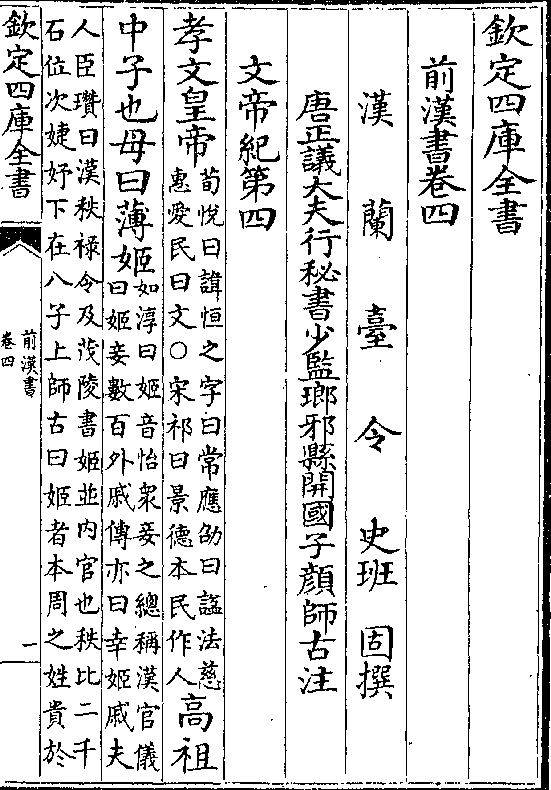 欽定四庫全書
前漢書卷四
漢蘭臺令史班固撰
唐正議大夫行秘書少監瑯邪縣開國子顏師古注
文帝紀第四
孝文皇帝荀悅曰諱恒之字曰常應劭曰諡法慈
惠愛民曰文○宋祁曰景德本民作人高祖
中子也母曰薄姬如淳曰姬音怡衆妾之總稱漢官儀
曰姬妾數百外戚傳亦曰幸姬戚夫
人臣瓚曰漢秩祿令及茂陵書姬並内官也秩比二千
石位次婕妤下在八子上師古曰姬者本周之姓貴於
欽定四庫全書
前漢書
卷四
一